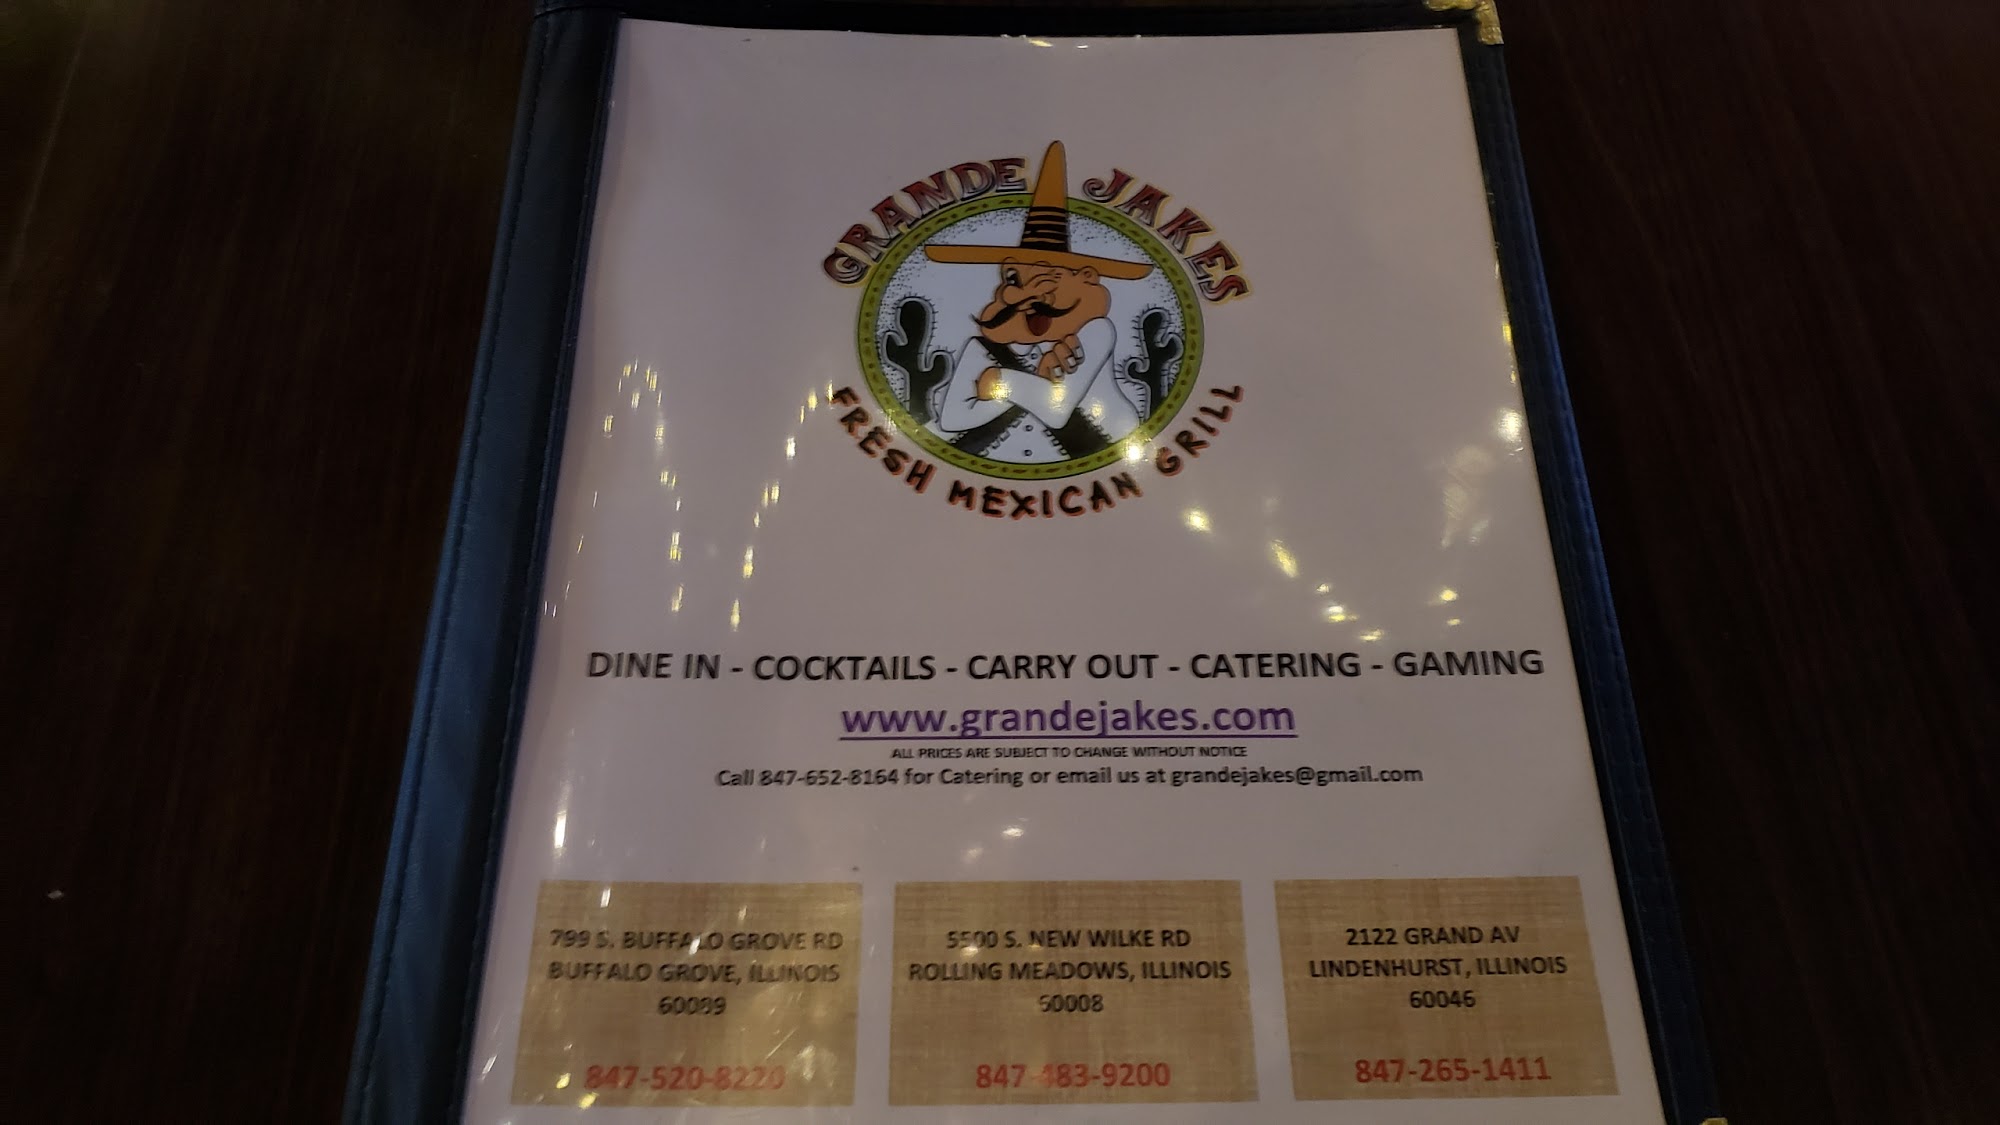 GRANDE JAKES
FRESH MEXICAN GRILL
DINE IN - COCKTAILS - CARRY OUT - CATERING - GAMING
www.grandejakes.com
ALL PRICES ARE SUBJECT TO CHANGE WITHOUT NOTICE
Call 847-652-8164 for Catering or email us at grandejakes@gmail.com
799 S. BUFFALO GROVE RD
BUFFALO GROVE, ILLINOIS
60089
847-520-8220
5500 S. NEW WILKE RD
ROLLING MEADOWS, ILLINOIS
60008
847-483-9200
2122 GRAND AV
LINDENHURST, ILLINOIS
60046
847-265-1411